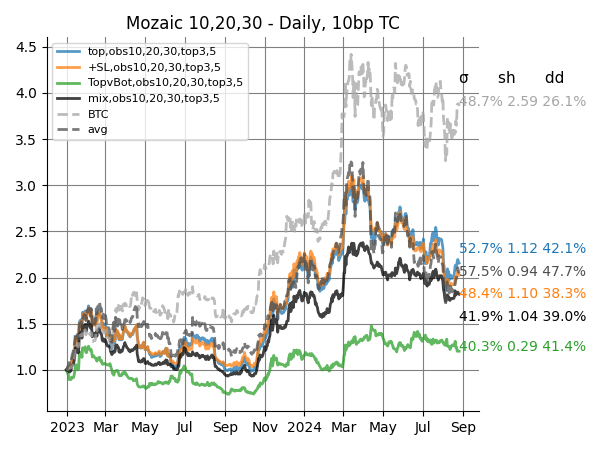 Mozaic 10,20,30 - Daily, 10bp TC
top,obs10,20,30,top3,5
+SL,obs10,20,30,top3,5
TopvBot,obs10,20,30,top3,5
mix,obs10,20,30,top3,5
BTC
avg
4.5
4.0
3.5
3.0
2.5
2.0
1.5
1.0
σ sh dd
48.7% 2.59 26.1%
52.7% 1.12 42.1%
57.5% 0.94 47.7%
48.4% 1.10 38.3%
41.9% 1.04 39.0%
40.3% 0.29 41.4%
2023 Mar May Jul Sep Nov 2024 Mar May Jul Sep